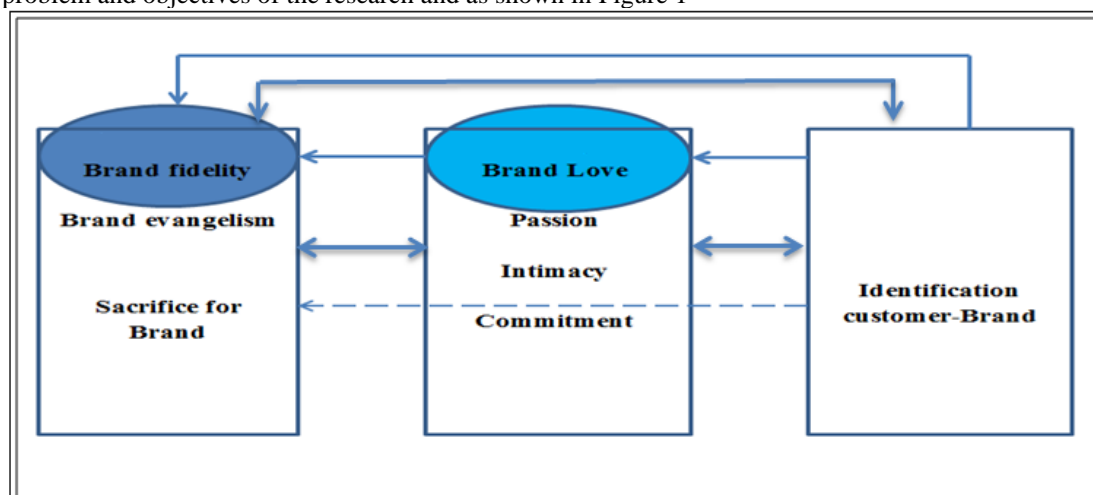 problem and objectives of the research and as shown in Figure 1
Brand fidelity
Brand evangelism
Sacrifice for
Brand
Brand Love
Passion
Intimacy
Commitment
Identification
customer-Brand